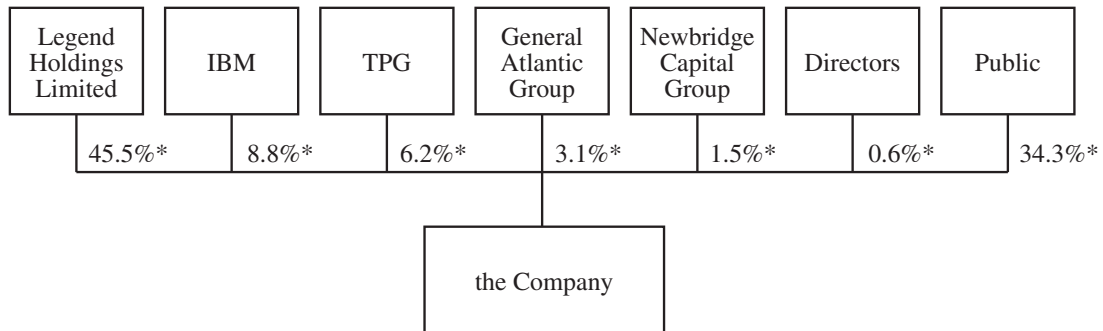 Legend
Holdings
Limited
IBM
TPG
General
Atlantic
Group
Newbridge
Capital
Group
Directors
Public
45.5%*
8.8%*
6.2%*
3.1%*
1.5%*
0.6%*
34.3%*
the Company